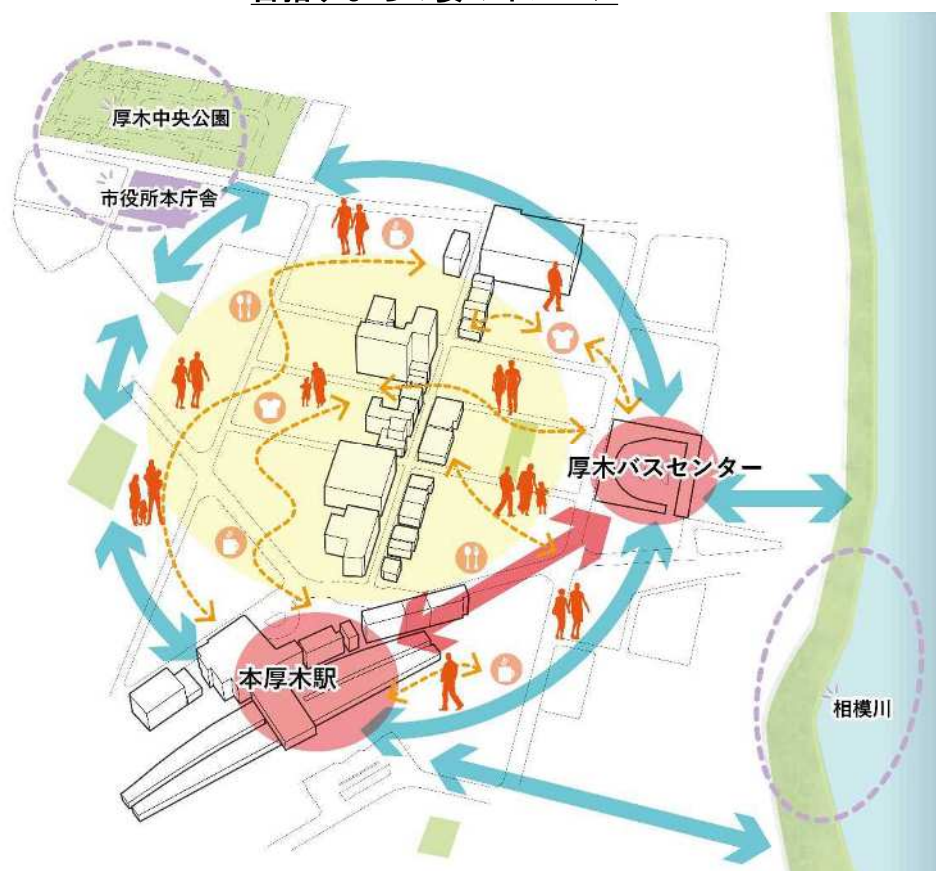 厚木中央公園
市役所本庁舎
厚木バスセンター
本厚木駅
相模川